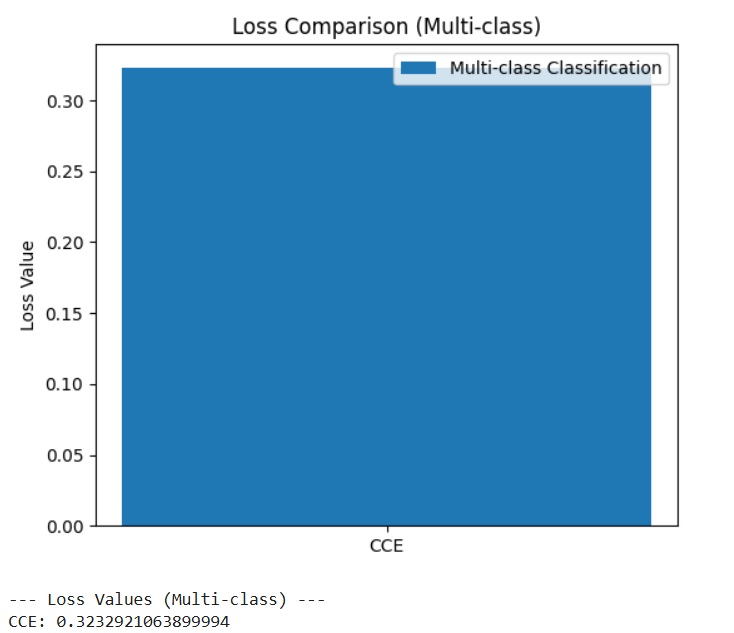 Loss Comparison (Multi-class)
Multi-class Classification
0.30
0.25
0.20
0.15
0.10
0.05
0.00
Loss Value
CCE
--- Loss Values (Multi-class) ---
CCE: 0.3232921063899994